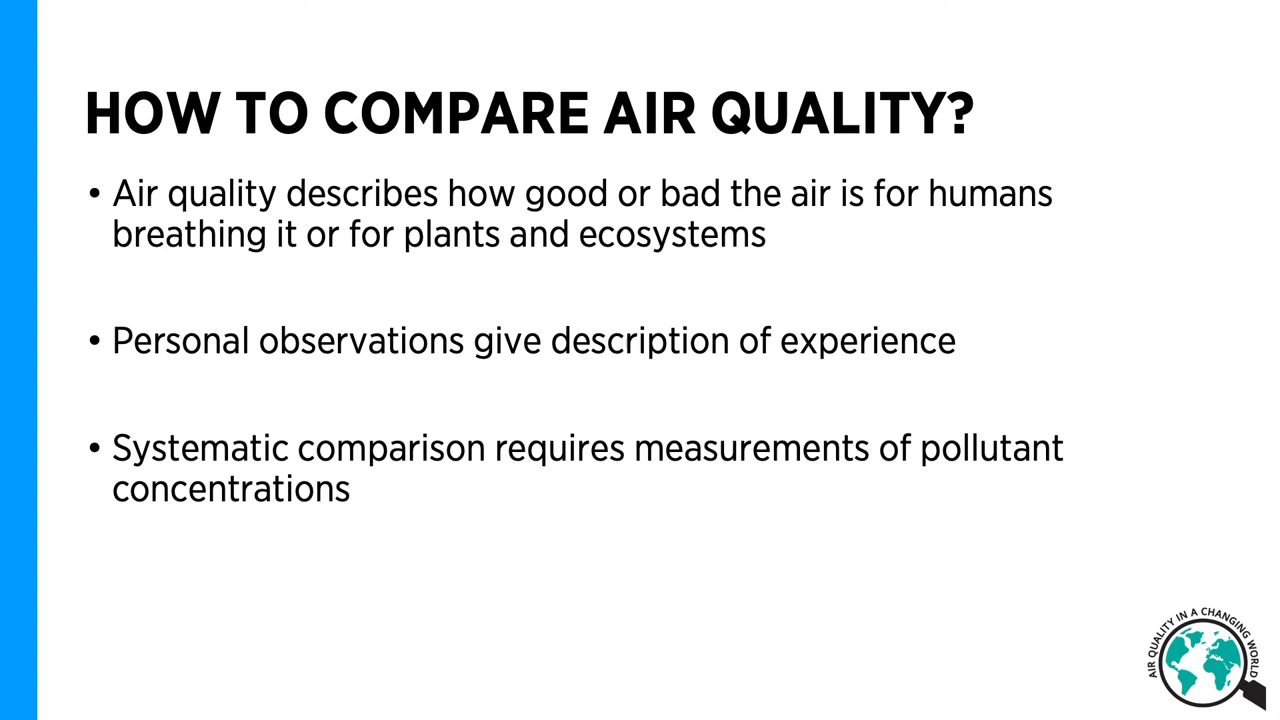 HOW TO COMPARE AIR QUALITY?
• Air quality describes how good or bad the air is for humans
breathing it or for plants and ecosystems
• Personal observations give description of experience
• Systematic comparison requires measurements of pollutant
concentrations
AIR QUALITY IN A CHANGING WORLD